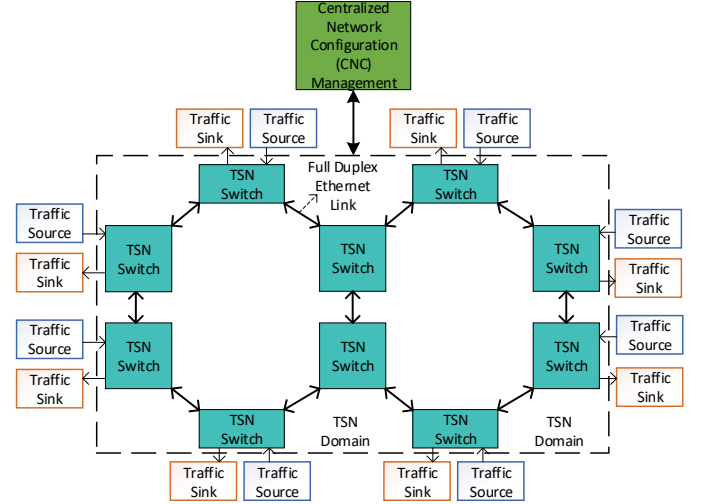 Centralized
Network
Configuration
(CNC)
Management
Traffic
Sink
Traffic
Source
Traffic
Sink
Traffic
Source
TSN
Switch
Full Duplex
Ethernet
Link
TSN
Switch
Traffic
Source
Traffic
Sink
TSN
Switch
TSN
Switch
TSN
Switch
Traffic
Source
Traffic
Sink
Traffic
Source
Traffic
Sink
TSN
Switch
TSN
Switch
TSN
Switch
Traffic
Source
Traffic
Sink
TSN
Switch
TSN
Domain
TSN
Switch
TSN
Domain
Traffic
Sink
Traffic
Source
Traffic
Sink
Traffic
Source